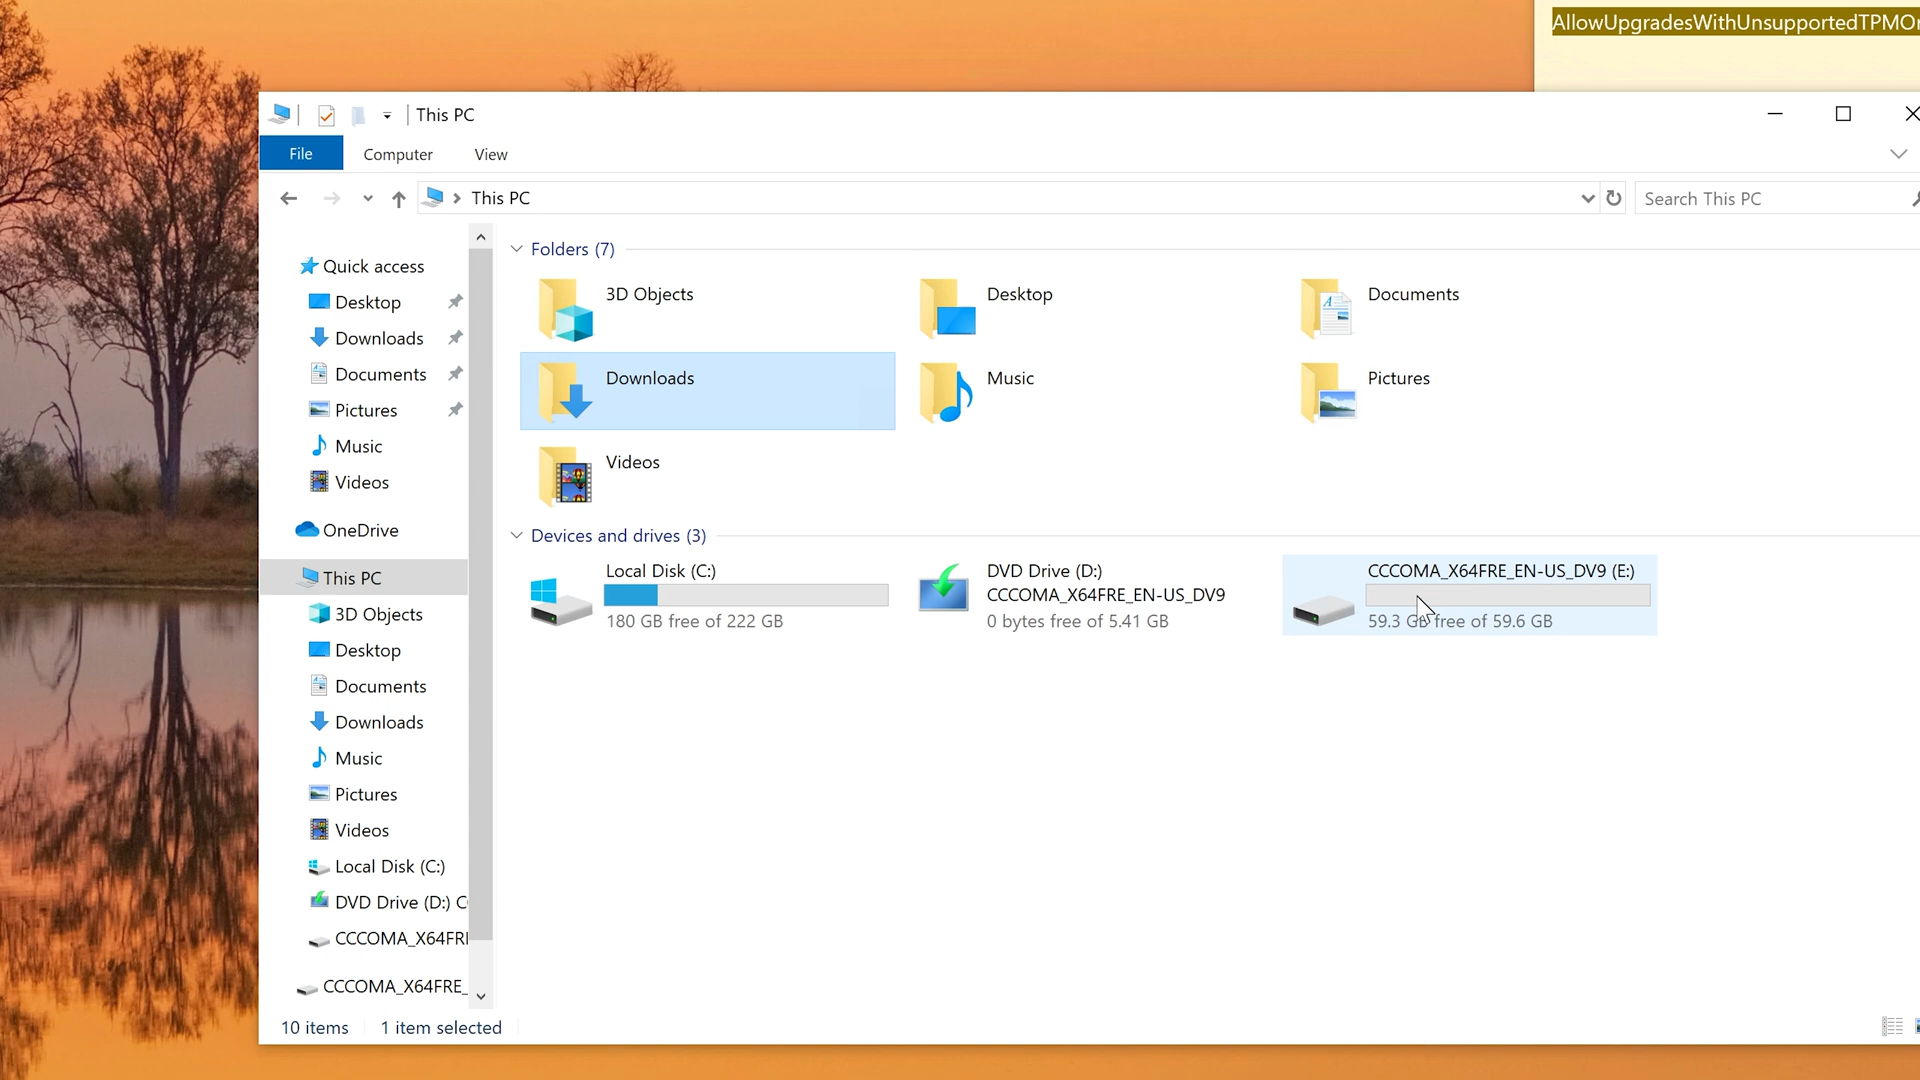 AllowUpgradesWithUnsupportedTPMOr
This PC
File
Computer
View
This PC
Search This PC
Quick access
Desktop
Downloads
Documents
Pictures
Music
Videos
OneDrive
This PC
3D Objects
Desktop
Documents
Downloads
Music
Pictures
Videos
Local Disk (C:)
DVD Drive (D:) C
CCCOMA_X64FRE
CCCOMA_X64FRE_
Folders (7)
3D Objects
Desktop
Documents
Downloads
Music
Pictures
Videos
Devices and drives (3)
Local Disk (C:)
180 GB free of 222 GB
DVD Drive (D:)
CCCOMA_X64FRE_EN-US_DV9
0 bytes free of 5.41 GB
CCCOMA_X64FRE_EN-US_DV9 (E:)
59.3 GB free of 59.6 GB
10 items
1 item selected